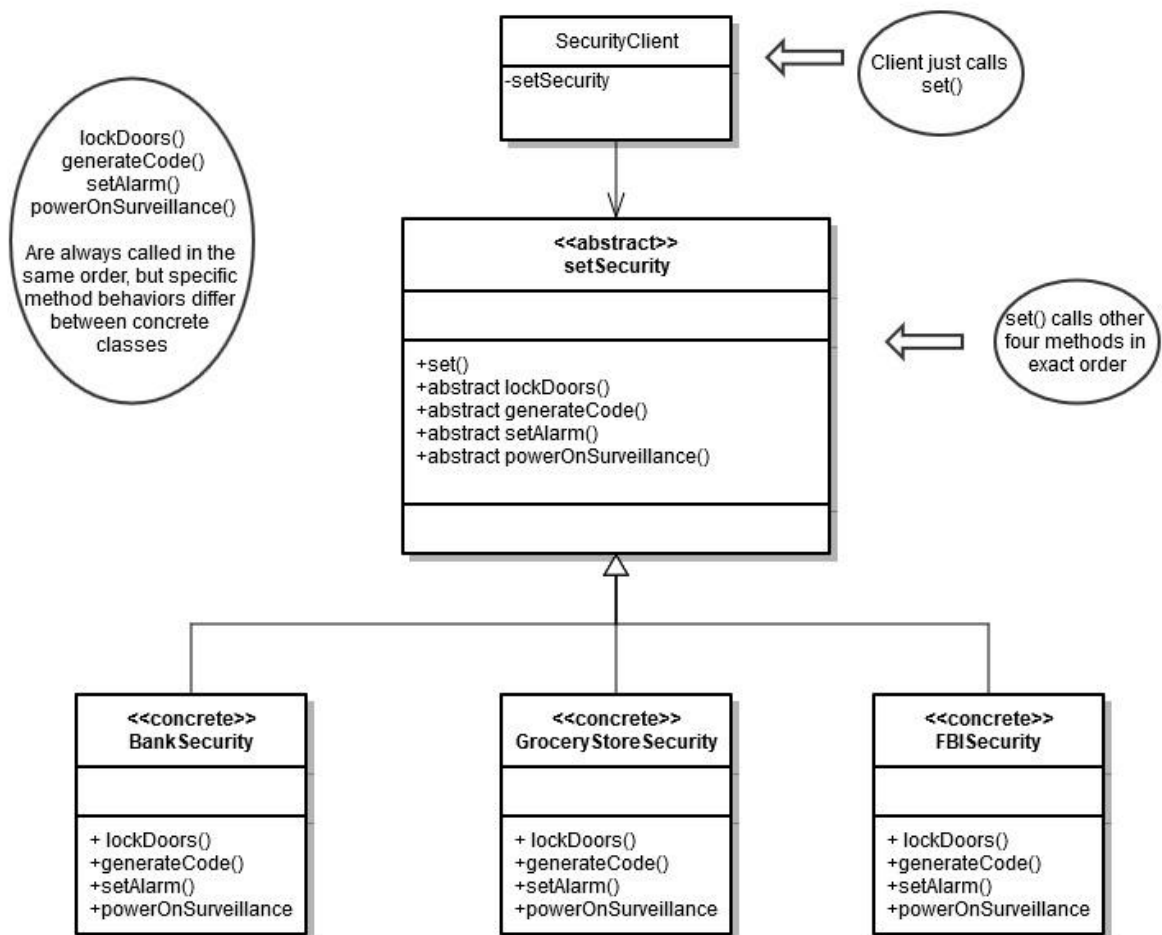 SecurityClient
-setSecurity
Client just calls
set()
lockDoors()
generateCode()
setAlarm()
powerOnSurveillance()
Are always called in the
same order, but specific
method behaviors differ
between concrete
classes
<<abstract>>
setSecurity
+set()
+abstract lockDoors()
+abstract generateCode()
+abstract setAlarm()
+abstract powerOnSurveillance()
set() calls other
four methods in
exact order
<<concrete>>
BankSecurity
+ lockDoors()
+generateCode()
+setAlarm()
+powerOnSurveillance
<<concrete>>
GroceryStoreSecurity
+ lockDoors()
+generateCode()
+setAlarm()
+powerOnSurveillance
<<concrete>>
FBISecurity
+ lockDoors()
+generateCode()
+setAlarm()
+powerOnSurveillance